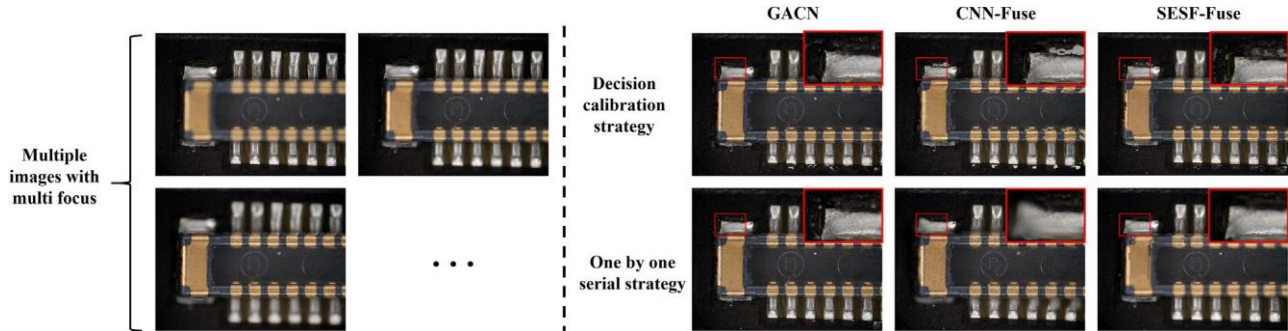 GACN
CNN-Fuse
SESF-Fuse
Multiple
images with
multi focus
...
Decision
calibration
strategy
One by one
serial strategy